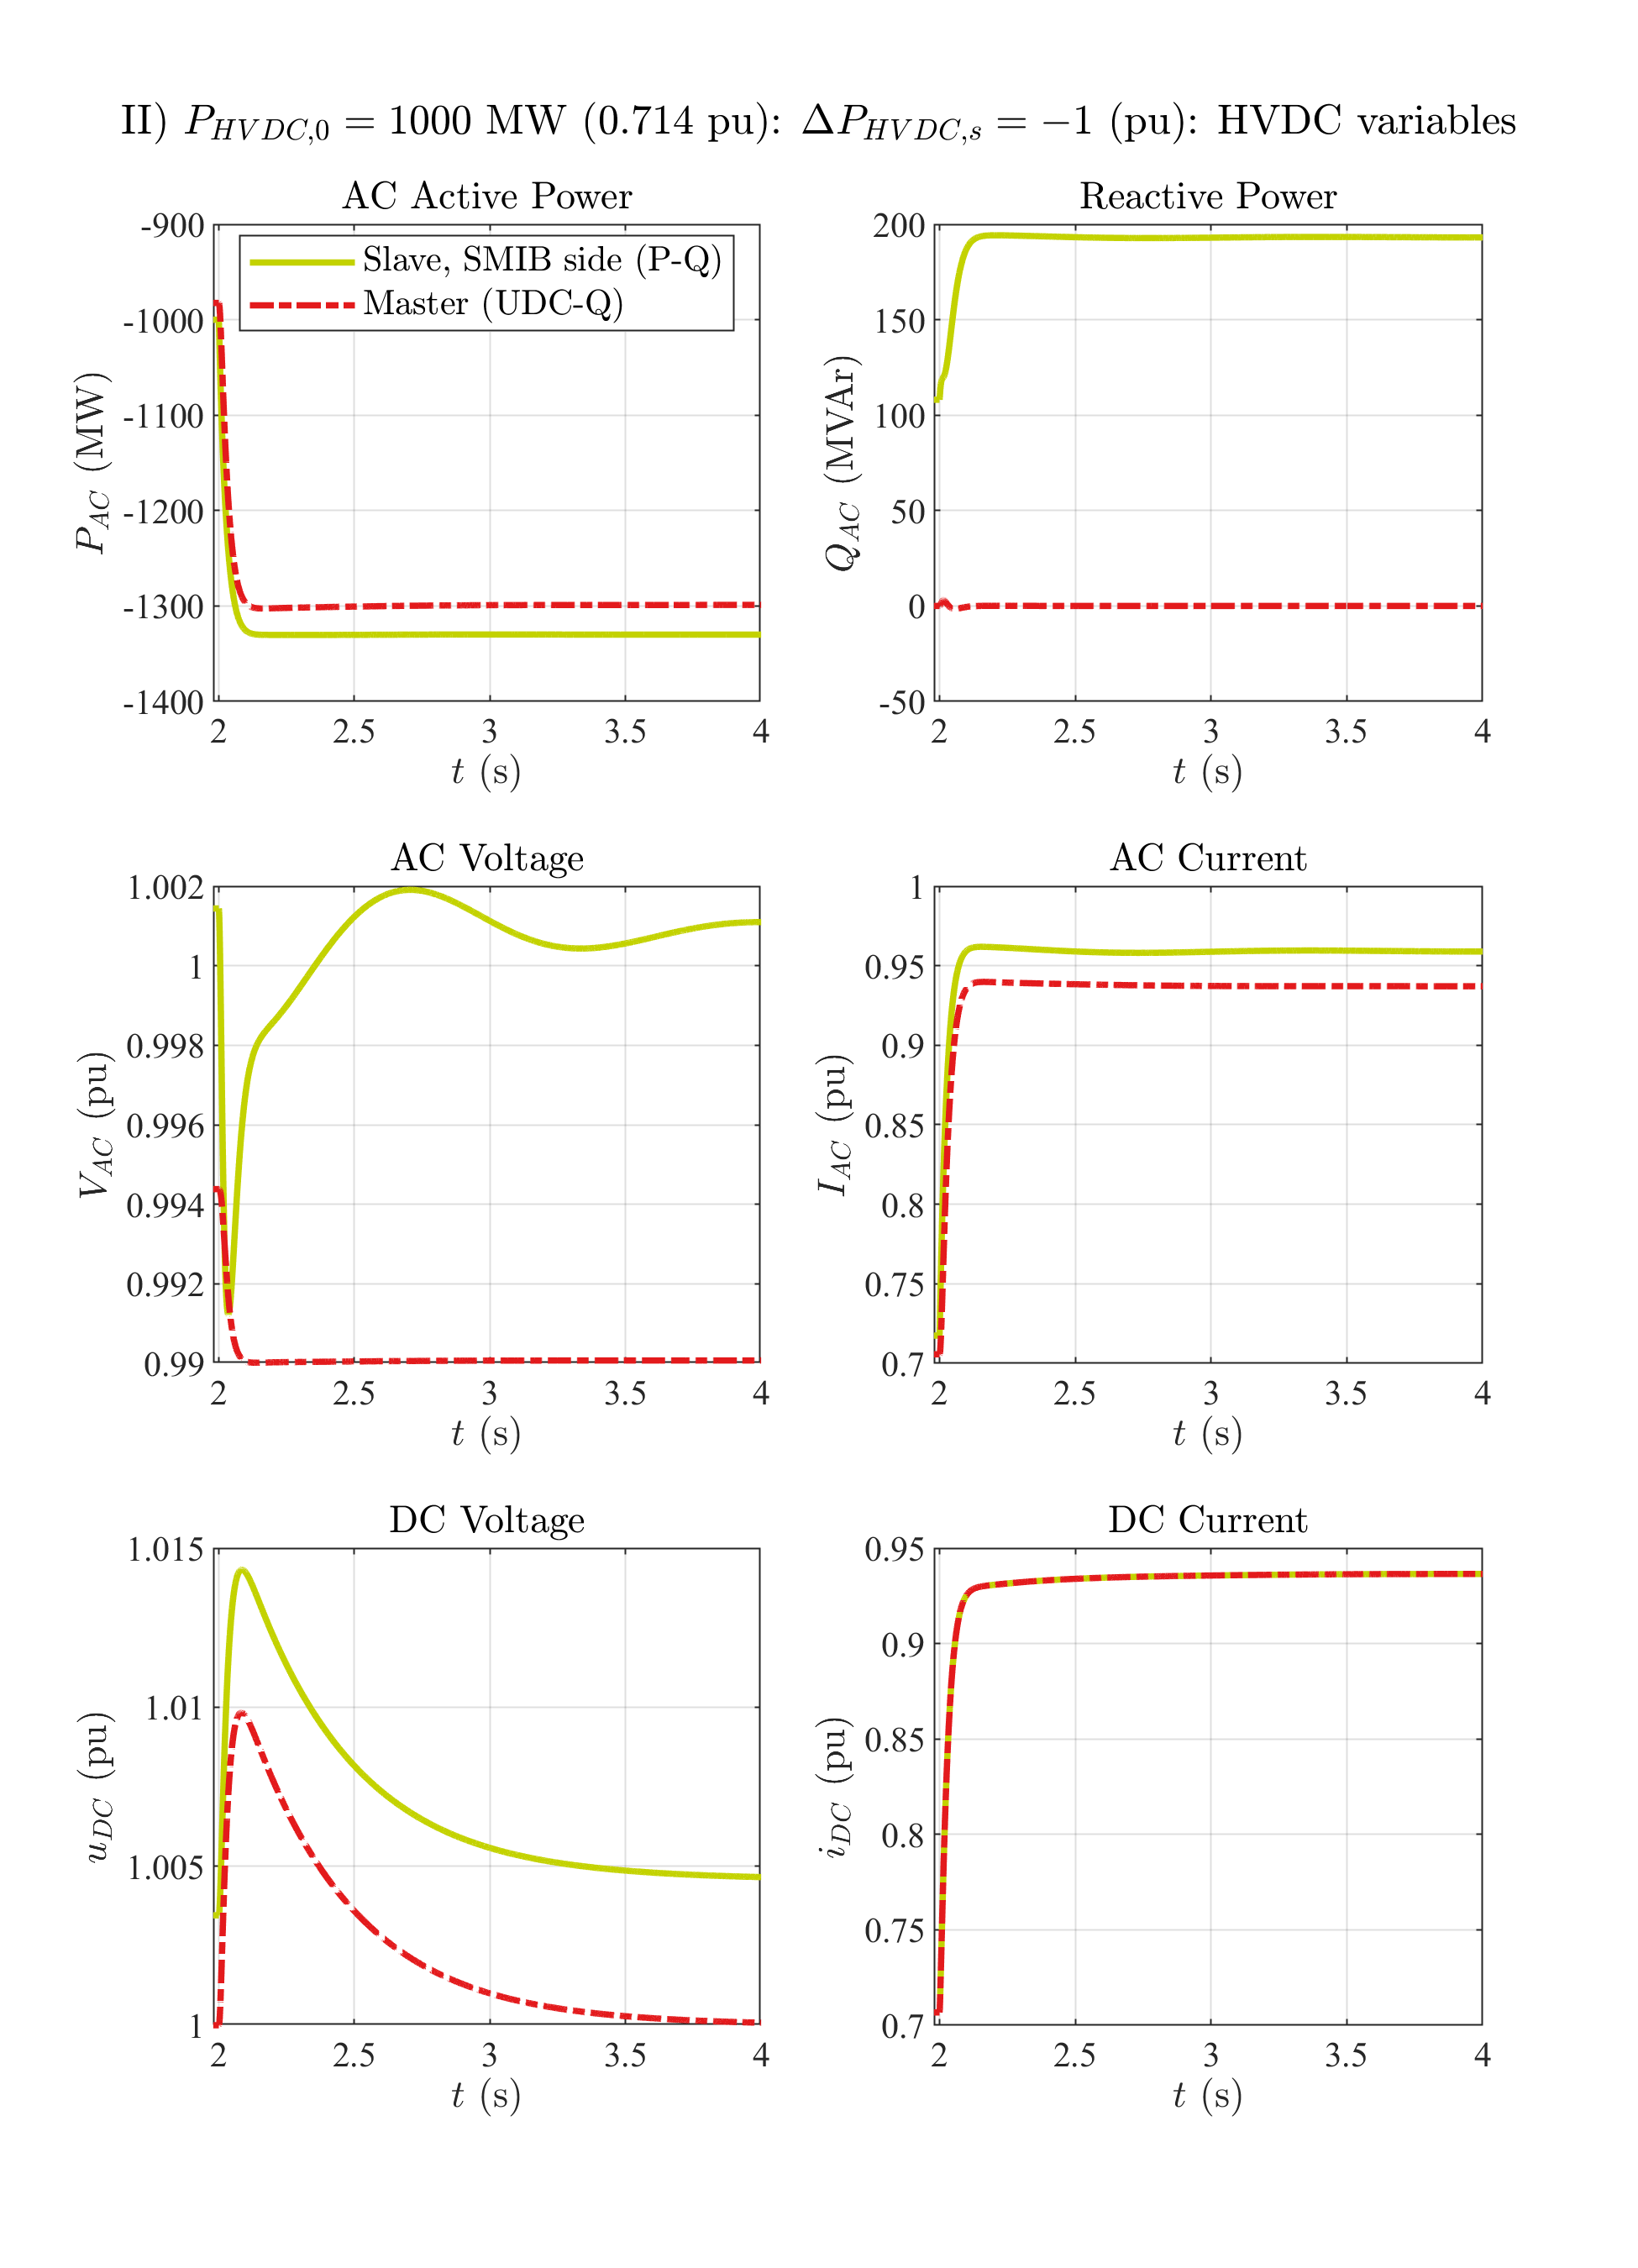 II) P_{HVDC,0} = 1000 MW (0.714 pu): ΔP_{HVDC,s} = −1 (pu): HVDC variables
AC Active Power
-900
-1000
-1100
-1200
-1300
-1400
P_{AC} (MW)
Slave, SMIB side (P-Q)
Master (UDC-Q)
2 2.5 3 3.5 4
t (s)
Reactive Power
200
150
100
50
0
-50
Q_{AC} (MVAr)
2 2.5 3 3.5 4
t (s)
AC Voltage
1.002
1
0.998
0.996
0.994
0.992
0.99
V_{AC} (pu)
2 2.5 3 3.5 4
t (s)
AC Current
1
0.95
0.9
0.85
0.8
0.75
0.7
I_{AC} (pu)
2 2.5 3 3.5 4
t (s)
DC Voltage
1.015
1.01
1.005
1
u_{DC} (pu)
2 2.5 3 3.5 4
t (s)
DC Current
0.95
0.9
0.85
0.8
0.75
0.7
i_{DC} (pu)
2 2.5 3 3.5 4
t (s)